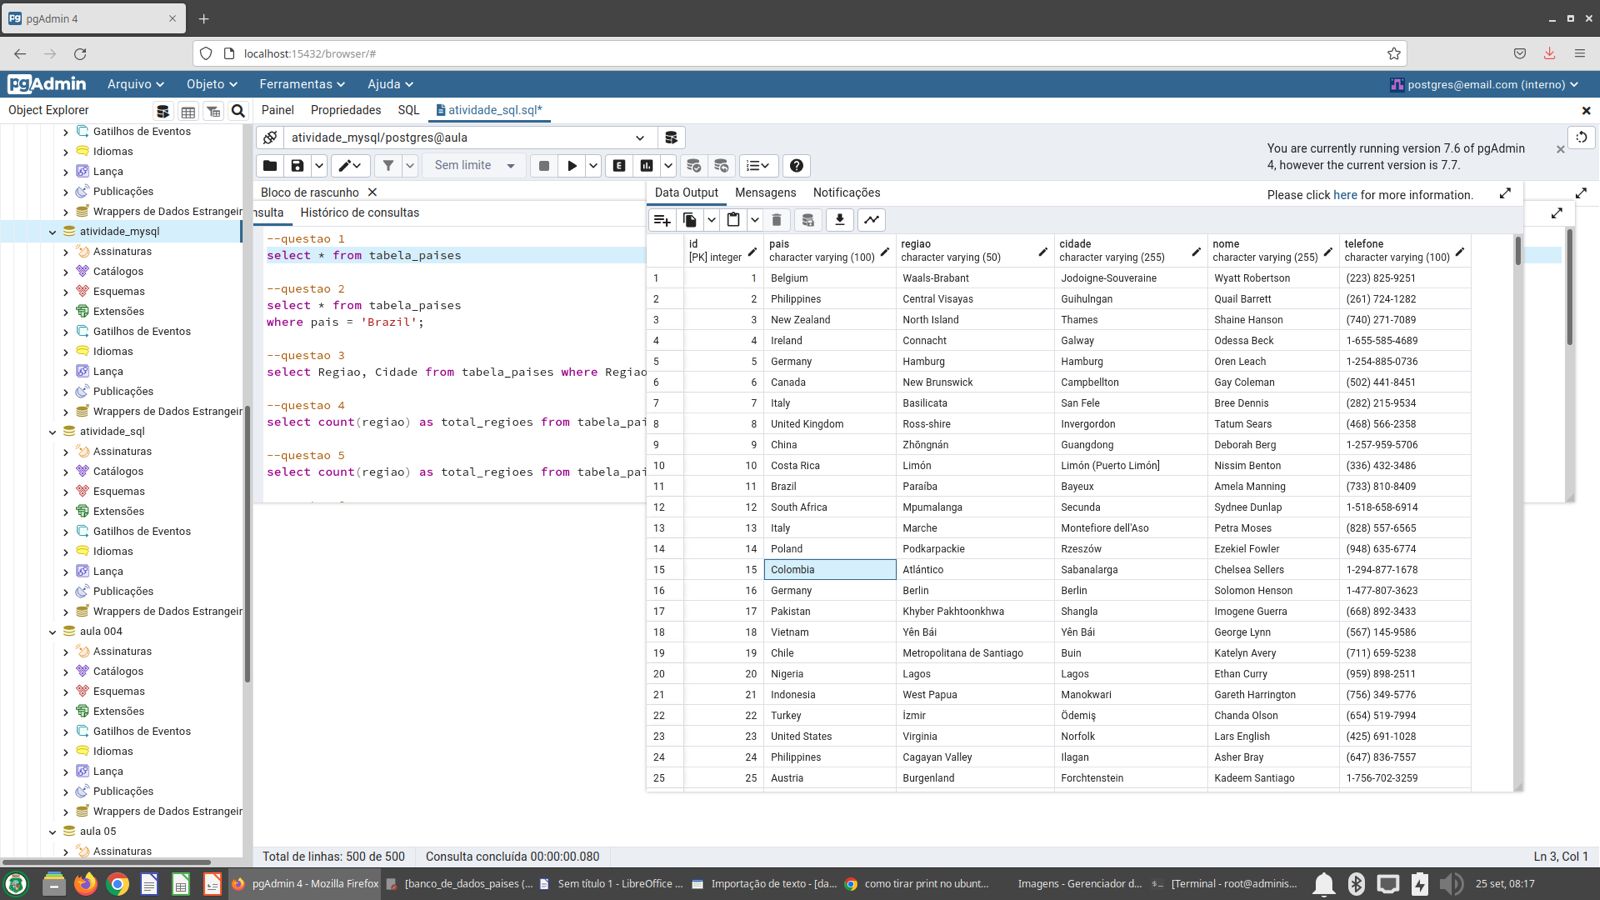 pgAdmin 4
localhost:15432/browser/#
pgAdmin Arquivo Objeto Ferramentas Ajuda postgres@email.com (interno)
Object Explorer
Painel Propriedades SQL atividade_sql.sql*
atividade_mysql/postgres@aula
Sem limite
You are currently running version 7.6 of pgAdmin
4, however the current version is 7.7.
Please click here for more information.
Gatilhos de Eventos
Idiomas
Lança
Publicações
Wrappers de Dados Estrangeir
atividade_mysql
Assinaturas
Catálogos
Esquemas
Extensões
Gatilhos de Eventos
Idiomas
Lança
Publicações
Wrappers de Dados Estrangeir
atividade_sql
Assinaturas
Catálogos
Esquemas
Extensões
Gatilhos de Eventos
Idiomas
Lança
Publicações
Wrappers de Dados Estrangeir
aula 004
Assinaturas
Catálogos
Esquemas
Extensões
Gatilhos de Eventos
Idiomas
Lança
Publicações
Wrappers de Dados Estrangeir
aula 05
Assinaturas
Bloco de rascunho
nsulta Histórico de consultas
--questao 1
select * from tabela_paises
--questao 2
select * from tabela_paises
where pais = 'Brazil';
--questao 3
select Regiao, Cidade from tabela_paises where Regiao
--questao 4
select count(regiao) as total_regioes from tabela_pai
--questao 5
select count(regiao) as total_regioes from tabela_pai
Data Output Mensagens Notificações
id pais regiao cidade nome telefone
[PK] integer character varying (100) character varying (50) character varying (255) character varying (255) character varying (100)
1 1 Belgium Waals-Brabant Jodoigne-Souveraine Wyatt Robertson (223) 825-9251
2 2 Philippines Central Visayas Guihulngan Quail Barrett (261) 724-1282
3 3 New Zealand North Island Thames Shaine Hanson (740) 271-7089
4 4 Ireland Connacht Galway Odessa Beck 1-655-585-4689
5 5 Germany Hamburg Hamburg Oren Leach 1-254-885-0736
6 6 Canada New Brunswick Campbellton Gay Coleman (502) 441-8451
7 7 Italy Basilicata San Fele Bree Dennis (282) 215-9534
8 8 United Kingdom Ross-shire Invergordon Tatum Sears (468) 566-2358
9 9 China Zhōngnán Guangdong Deborah Berg 1-257-959-5706
10 10 Costa Rica Limón Limón (Puerto Limón] Nissim Benton (336) 432-3486
11 11 Brazil Paraíba Bayeux Amela Manning (733) 810-8409
12 12 South Africa Mpumalanga Secunda Sydnee Dunlap 1-518-658-6914
13 13 Italy Marche Montefiore dell'Aso Petra Moses (828) 557-6565
14 14 Poland Podkarpackie Rzeszów Ezekiel Fowler (948) 635-6774
15 15 Colombia Atlántico Sabanalarga Chelsea Sellers 1-294-877-1678
16 16 Germany Berlin Berlin Solomon Henson 1-477-807-3623
17 17 Pakistan Khyber Pakhtoonkhwa Shangla Imogene Guerra (668) 892-3433
18 18 Vietnam Yên Bái Yên Bái George Lynn (567) 145-9586
19 19 Chile Metropolitana de Santiago Buin Katelyn Avery (711) 659-5238
20 20 Nigeria Lagos Lagos Ethan Curry (959) 898-2511
21 21 Indonesia West Papua Manokwari Gareth Harrington (756) 349-5776
22 22 Turkey İzmir Ödemiş Chanda Olson (654) 519-7994
23 23 United States Virginia Norfolk Lars English (425) 691-1028
24 24 Philippines Cagayan Valley Ilagan Asher Bray (647) 836-7557
25 25 Austria Burgenland Forchtenstein Kadeem Santiago 1-756-702-3259
Total de linhas: 500 de 500 Consulta concluída 00:00:00.080 Ln 3, Col 1
pgAdmin 4 - Mozilla Firefox [banco_de_dados_paises (... Sem título 1 - LibreOffice ... Importação de texto - [da... como tirar print no ubunt... Imagens - Gerenciador d... [Terminal - root@adminis... 25 set, 08:17